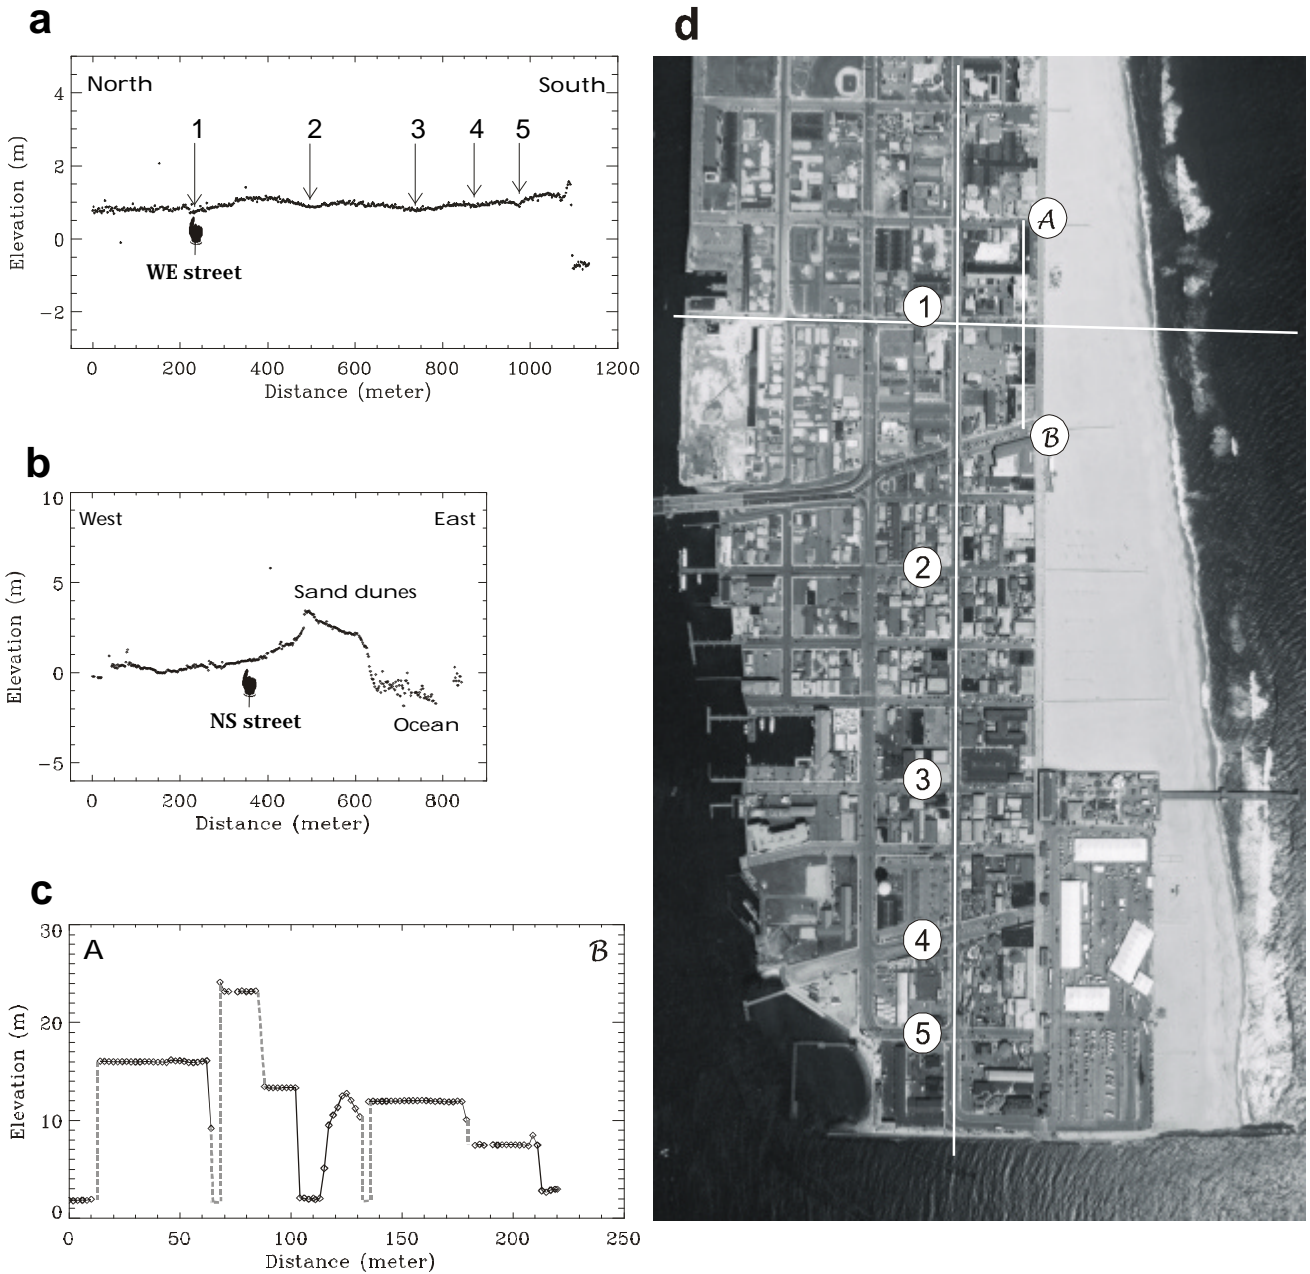 a
North South
1 2 3 4 5
WE street
4
2
0
−2
Elevation (m)
0 200 400 600 800 1000 1200
Distance (meter)
b
West East
Sand dunes
NS street
Ocean
10
5
0
−5
Elevation (m)
0 200 400 600 800
Distance (meter)
c
A B
30
20
10
0
Elevation (m)
0 50 100 150 200 250
Distance (meter)
d
A
1
B
2
3
4
5